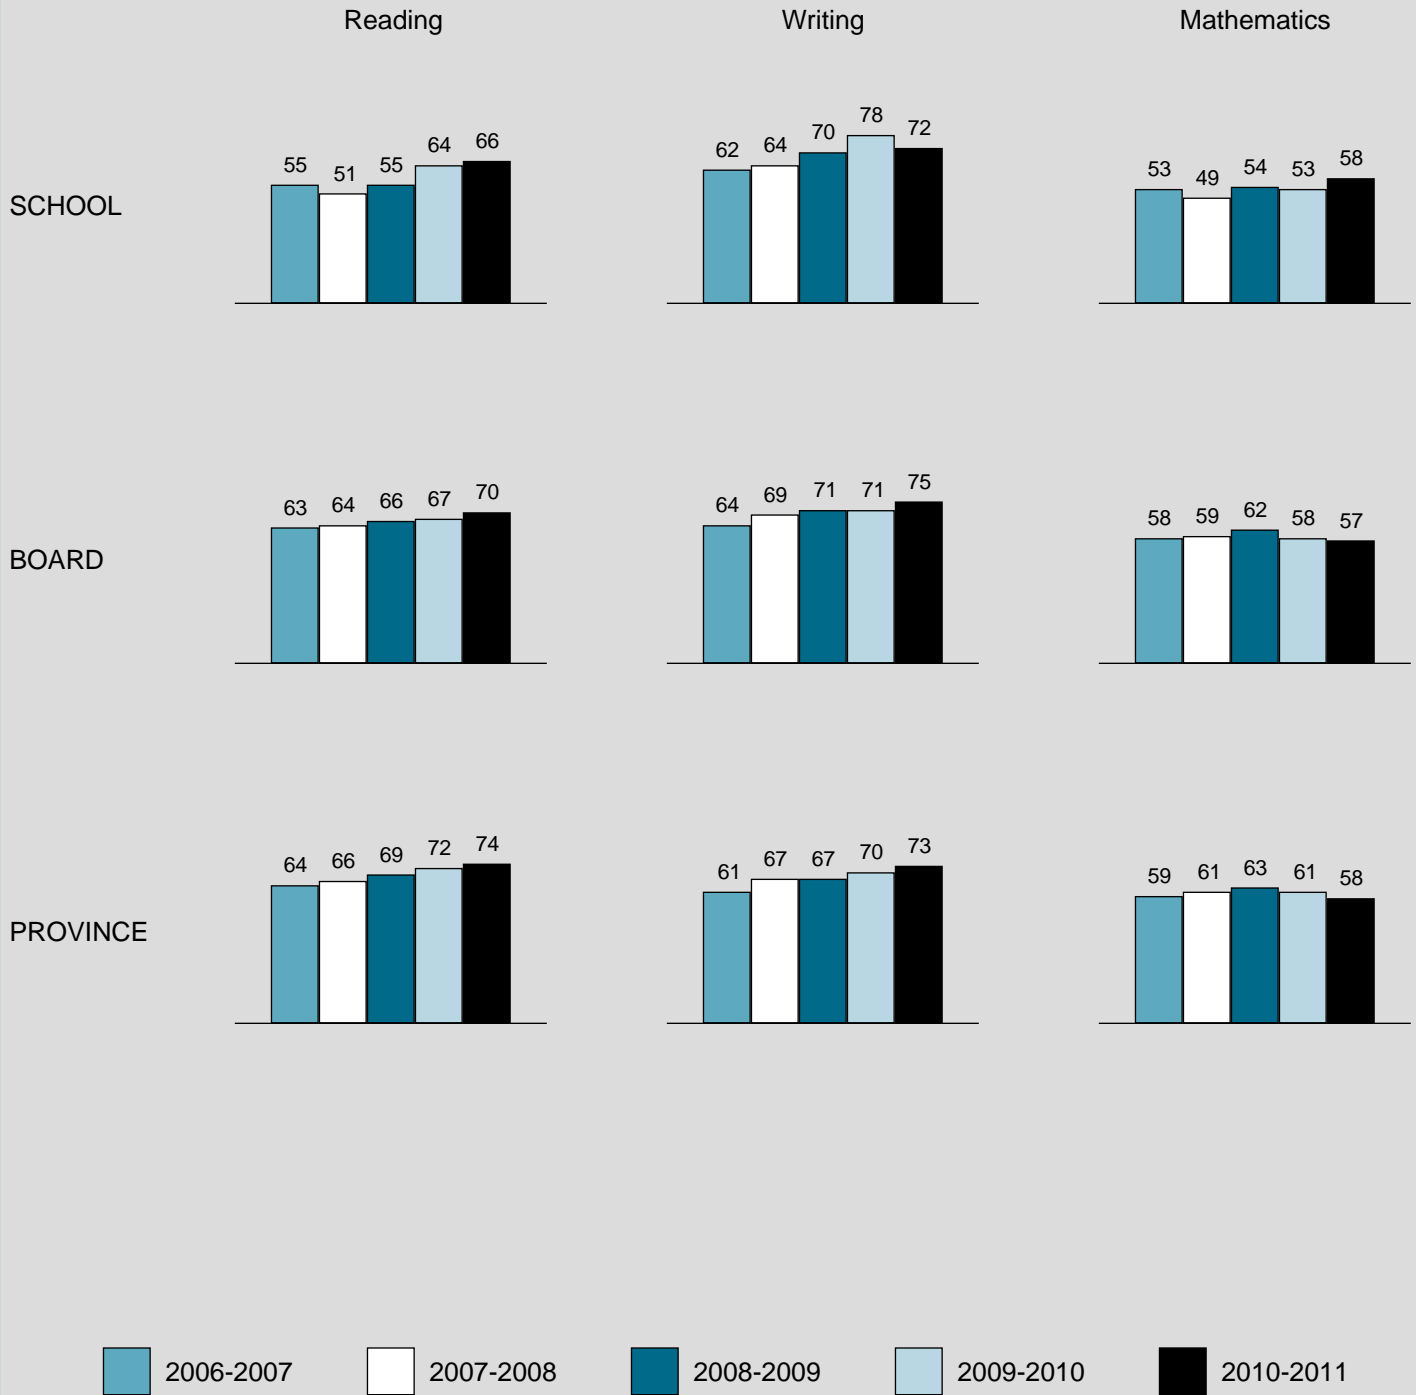 Reading Writing Mathematics
SCHOOL
55 51 55 64 66
62 64 70 78 72
53 49 54 53 58
BOARD
63 64 66 67 70
64 69 71 71 75
58 59 62 58 57
PROVINCE
64 66 69 72 74
61 67 67 70 73
59 61 63 61 58
2006-2007 2007-2008 2008-2009 2009-2010 2010-2011